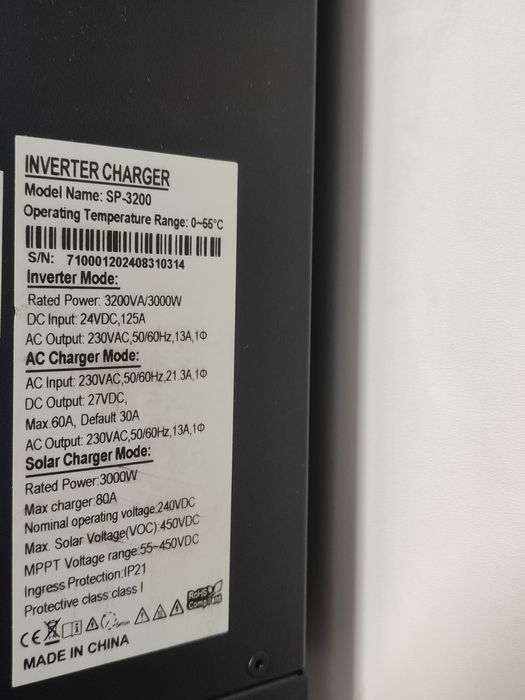 INVERTER CHARGER
Model Name: SP-3200
Operating Temperature Range: 0~55°C
S/N: 710001202408310314
Inverter Mode:
Rated Power: 3200VA/3000W
DC Input: 24VDC,125A
AC Output: 230VAC,50/60Hz,13A,1Φ
AC Charger Mode:
AC Input: 230VAC,50/60Hz,21.3A,1Φ
DC Output: 27VDC,
Max.60A, Default 30A
AC Output: 230VAC,50/60Hz,13A,1Φ
Solar Charger Mode:
Rated Power:3000W
Max charger:80A
Nominal operating voltage:240VDC
Max. Solar Voltage(VOC):450VDC
MPPT Voltage range:55~450VDC
Ingress Protection:IP21
Protective class:class I
RoHS
Compliant
CE
MADE IN CHINA